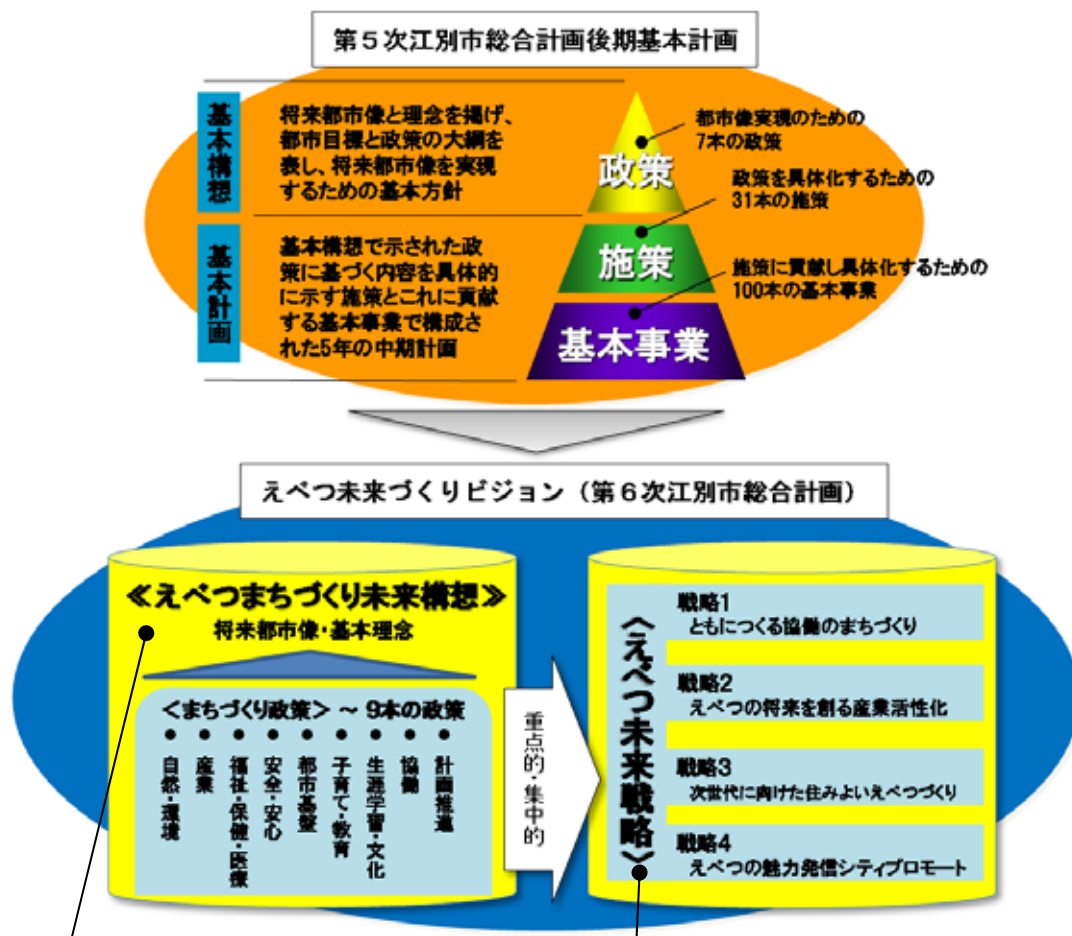 第５次江別市総合計画後期基本計画
基本構想
将来都市像と理念を掲げ、
都市目標と政策の大綱を
表し、将来都市像を実現
するための基本方針
政策
都市像実現のための
7本の政策
政策を具体化するための
31本の施策
基本計画
基本構想で示された政
策に基づく内容を具体的
に示す施策とこれに貢献
する基本事業で構成さ
れた5年の中期計画
施策
施策に貢献し具体化するための
100本の基本事業
基本事業
えべつ未来づくりビジョン（第６次江別市総合計画）
≪えべつまちづくり未来構想≫
将来都市像・基本理念
＜まちづくり政策＞ ～ 9本の政策
● 自然・環境
● 産業
● 福祉・保健・医療
● 安全・安心
● 都市基盤
● 子育て・教育
● 生涯学習・文化
● 協働
● 計画推進
重点的・集中的
＜えべつ未来戦略＞
戦略1
ともにつくる協働のまちづくり
戦略2
えべつの将来を創る産業活性化
戦略3
次世代に向けた住みよいえべつづくり
戦略4
えべつの魅力発信シティプロモート